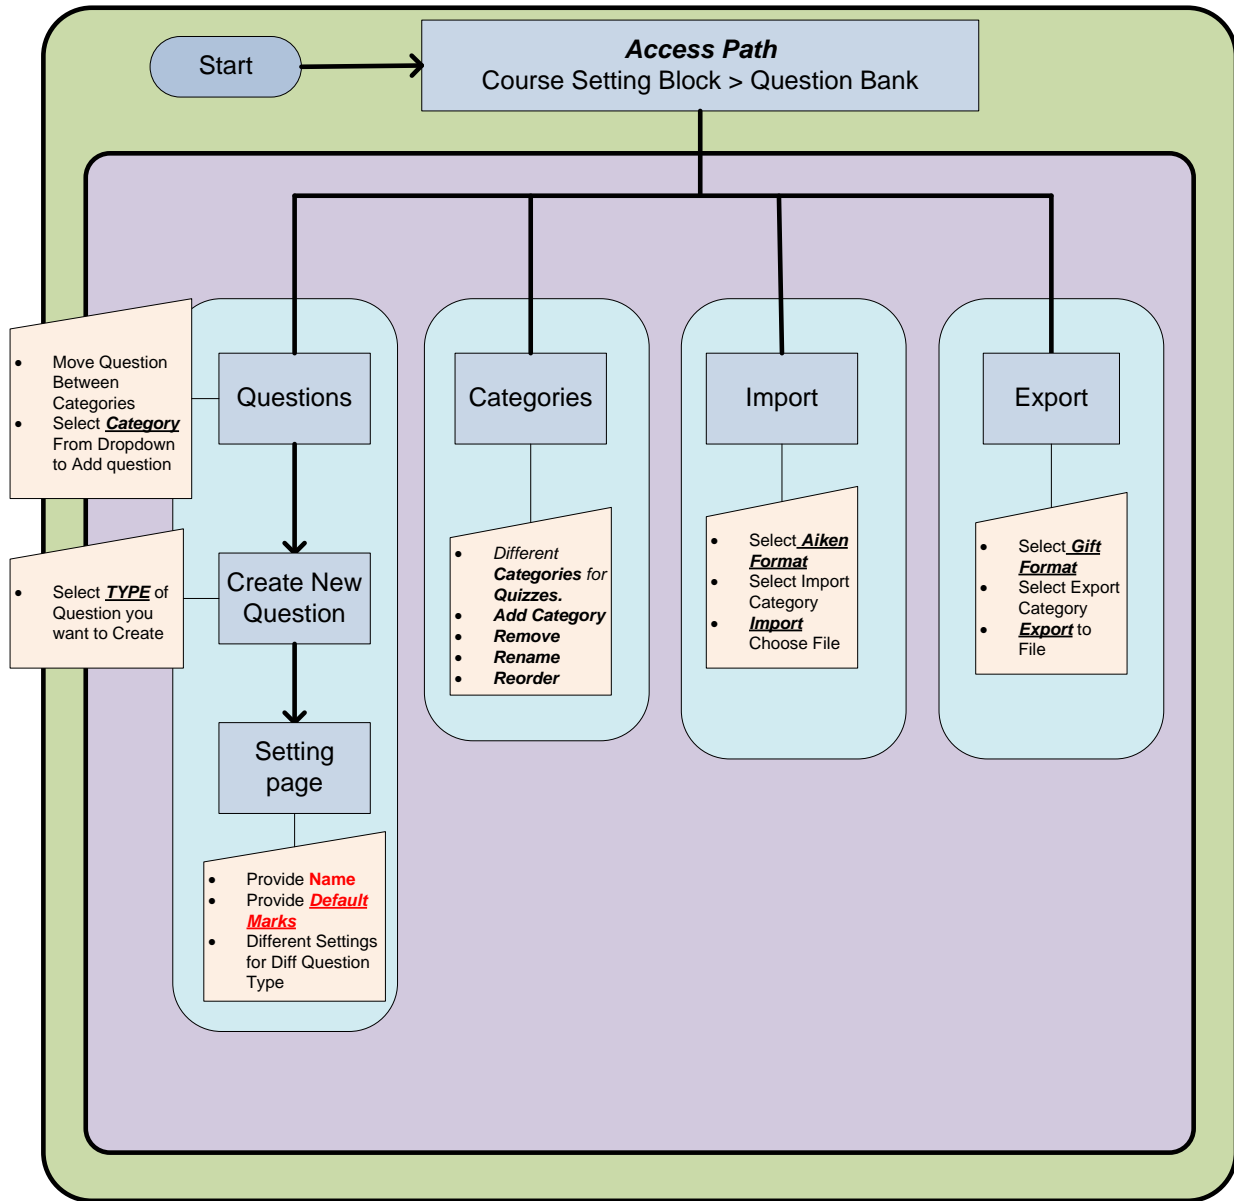 Start
Access Path
Course Setting Block > Question Bank
• Move Question
Between
Categories
• Select Category
From Dropdown
to Add question
Questions
• Select TYPE of
Question you
want to Create
Create New
Question
Setting
page
• Provide Name
• Provide Default
Marks
• Different Settings
for Diff Question
Type
Categories
• Different
Categories for
Quizzes.
• Add Category
• Remove
• Rename
• Reorder
Import
• Select Aiken
Format
• Select Import
Category
• Import
Choose File
Export
• Select Gift
Format
• Select Export
Category
• Export to
File